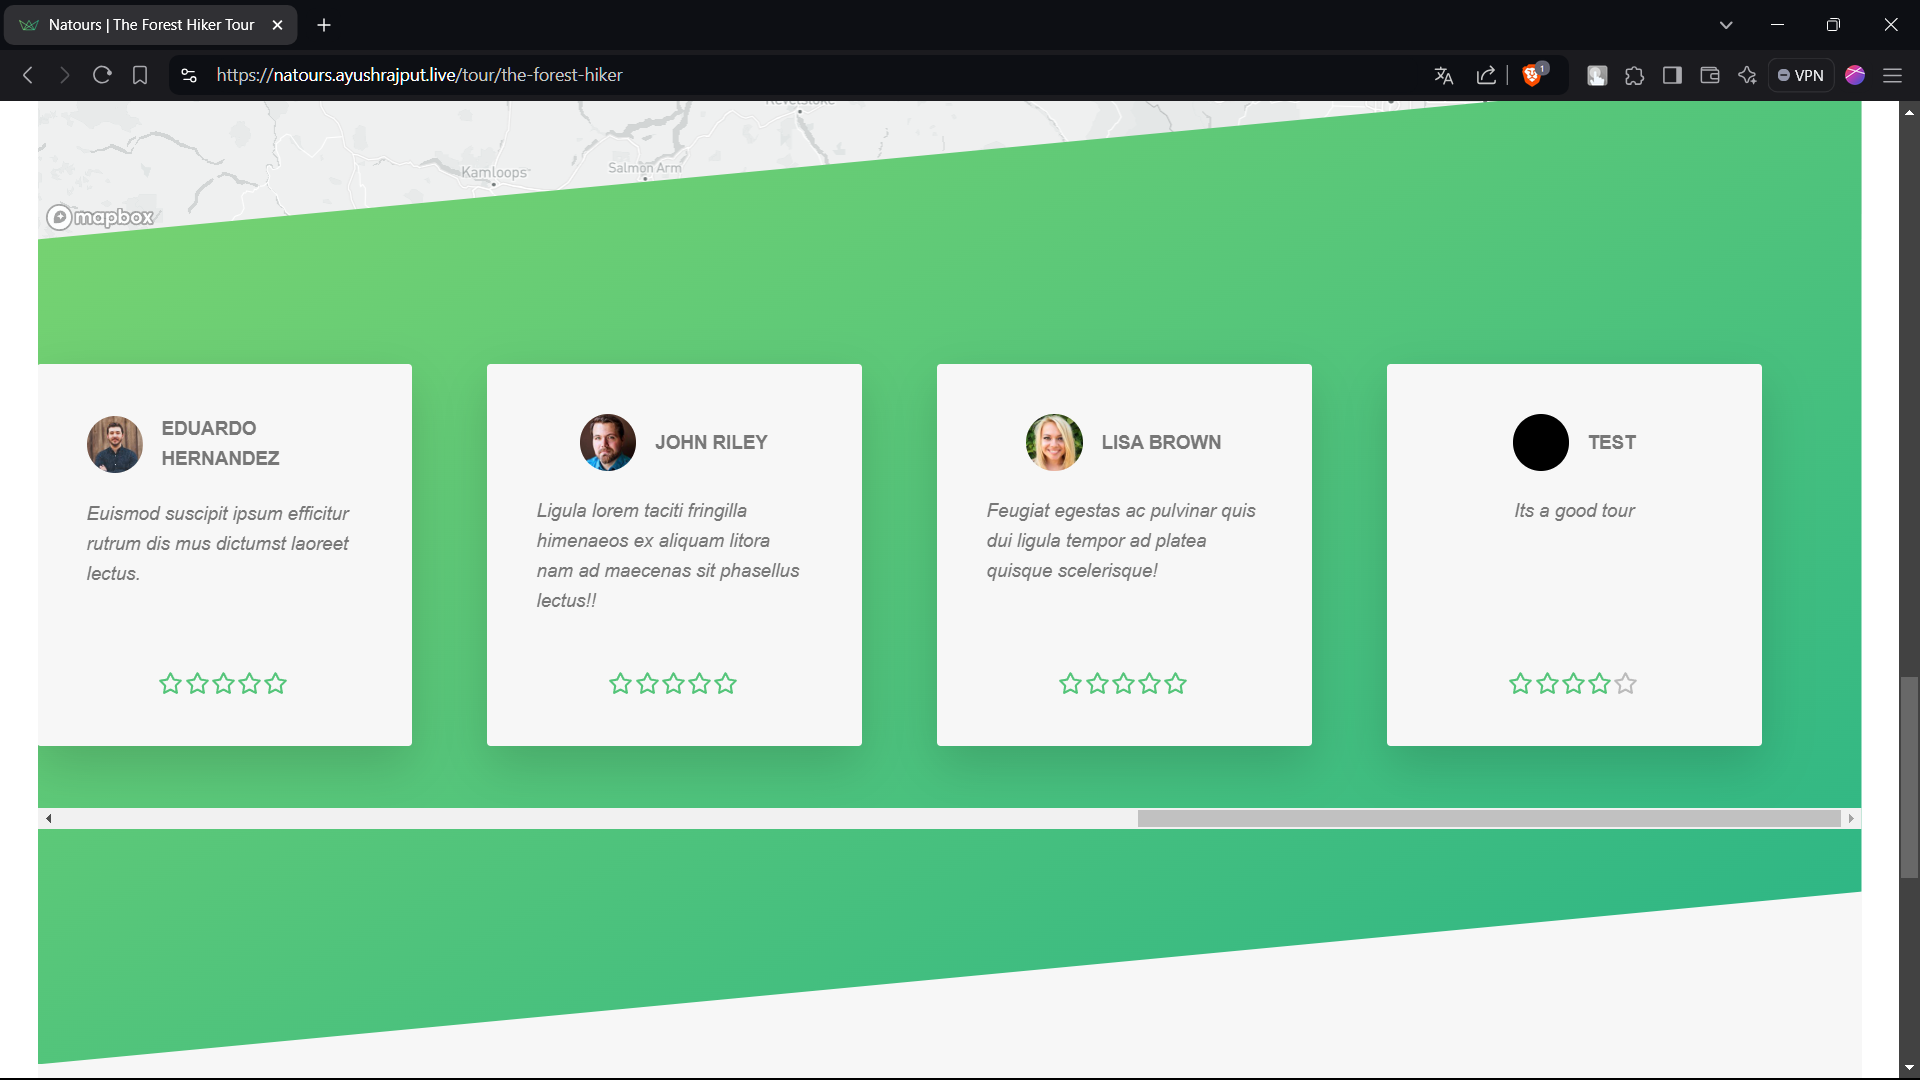 Natours | The Forest Hiker Tour
https://natours.ayushrajput.live/tour/the-forest-hiker
1
VPN
Revelstoke
Kamloops
Salmon Arm
mapbox
EDUARDO
HERNANDEZ
Euismod suscipit ipsum efficitur
rutrum dis mus dictumst laoreet
lectus.
JOHN RILEY
Ligula lorem taciti fringilla
himenaeos ex aliquam litora
nam ad maecenas sit phasellus
lectus!!
LISA BROWN
Feugiat egestas ac pulvinar quis
dui ligula tempor ad platea
quisque scelerisque!
TEST
Its a good tour